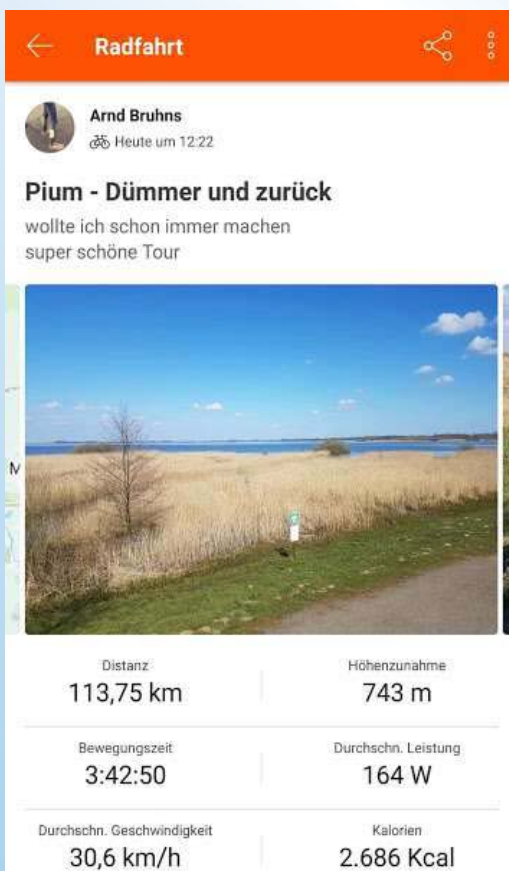 Radfahrt
Arnd Bruhns
Heute um 12:22
Pium - Dümmer und zurück
wollte ich schon immer machen
super schöne Tour
M
Distanz
Höhenzunahme
113,75 km
743 m
Bewegungszeit
Durchschn. Leistung
3:42:50
164 W
Durchschn. Geschwindigkeit
Kalorien
30,6 km/h
2.686 Kcal